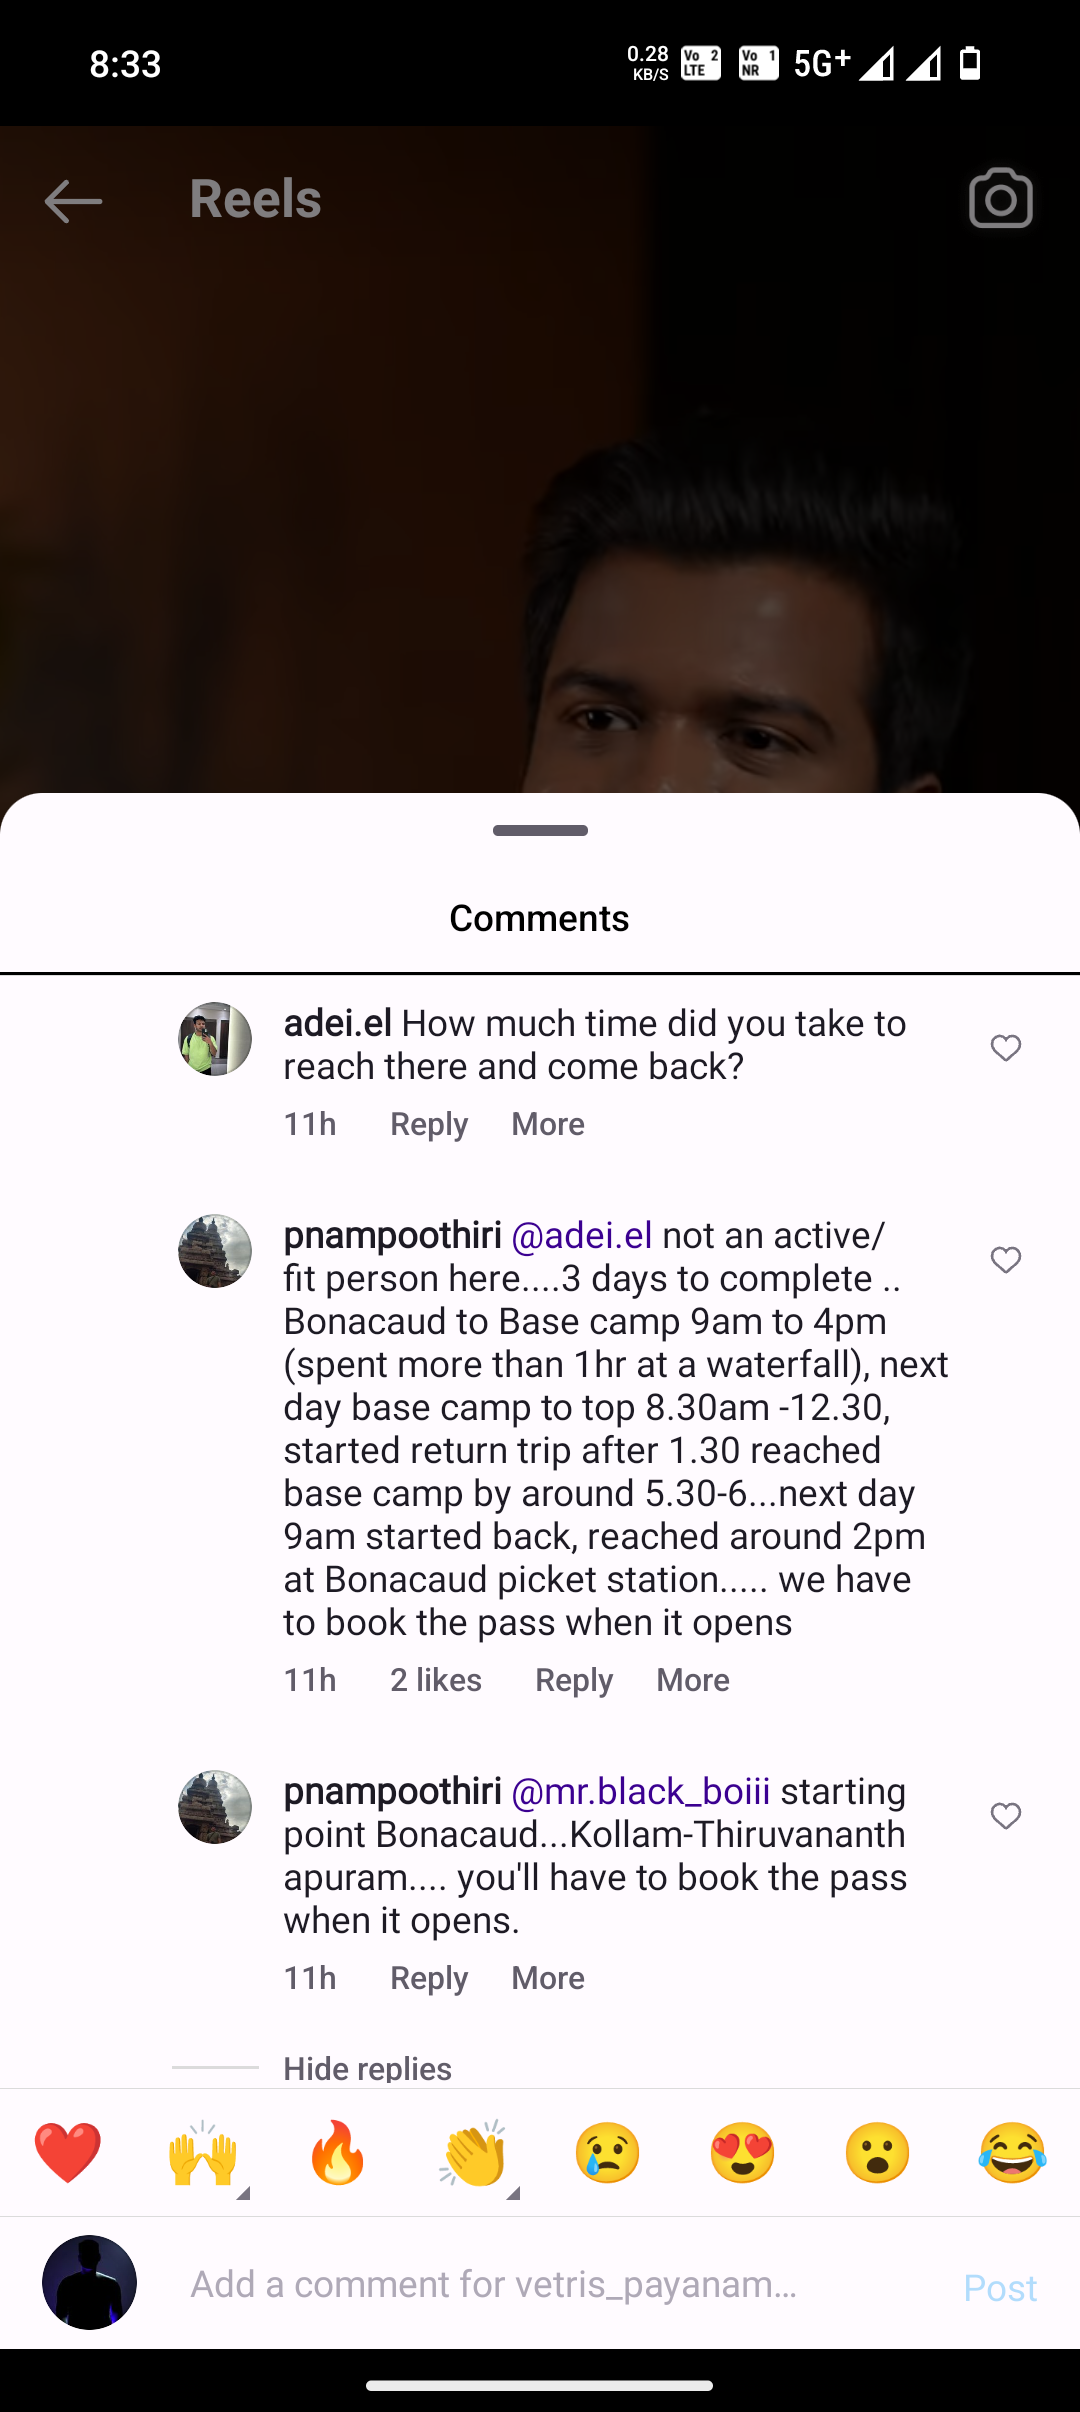 8:33
0.28
KB/S
Vo 2
LTE
Vo 1
NR
5G+
Reels
Comments
adei.el How much time did you take to
reach there and come back?
11h Reply More
pnampoothiri @adei.el not an active/
fit person here....3 days to complete ..
Bonacaud to Base camp 9am to 4pm
(spent more than 1hr at a waterfall), next
day base camp to top 8.30am -12.30,
started return trip after 1.30 reached
base camp by around 5.30-6...next day
9am started back, reached around 2pm
at Bonacaud picket station..... we have
to book the pass when it opens
11h 2 likes Reply More
pnampoothiri @mr.black_boiii starting
point Bonacaud...Kollam-Thiruvananth
apuram.... you'll have to book the pass
when it opens.
11h Reply More
Hide replies
Add a comment for vetris_payanam...
Post